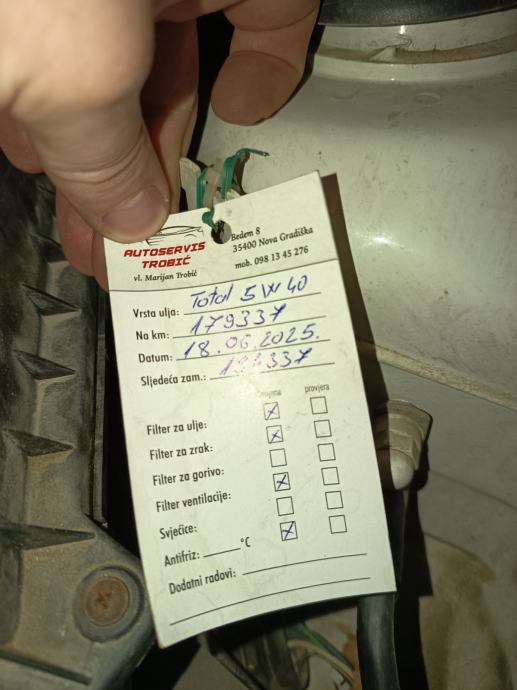 AUTOSERVIS
TROBIĆ
vl. Marijan Trobić
Bedem 8
35400 Nova Gradiška
mob. 098 13 45 276
Vrsta ulja: Total 5W40
Na km: 179337
Datum: 18.06.2025.
Sljedeća zam.: 194337
zamjena provjera
Filter za ulje:
Filter za zrak:
Filter za gorivo:
Filter ventilacije:
Svjećice:
Antifriz: °C
Dodatni radovi: